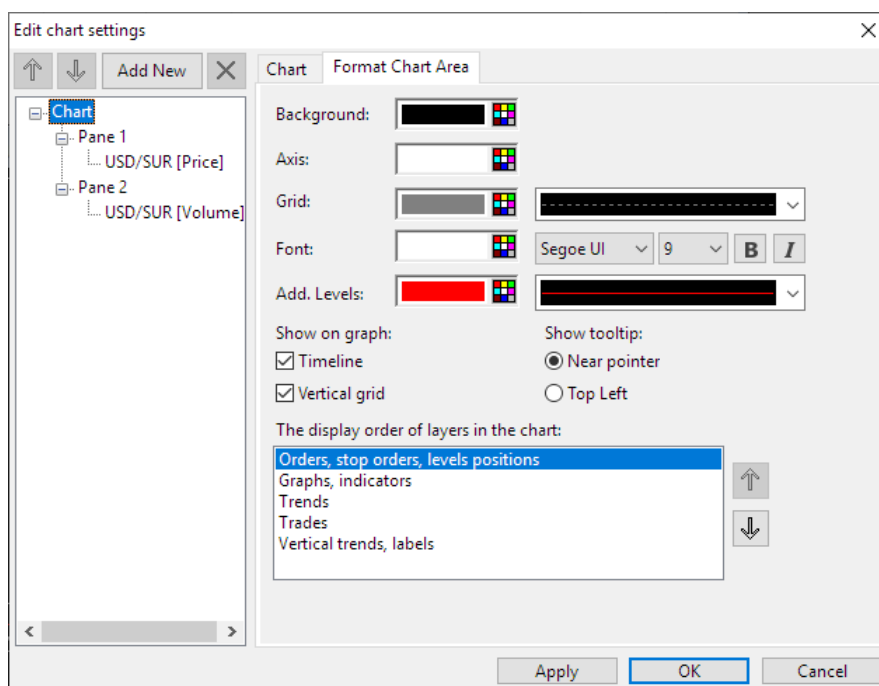 Edit chart settings
Add New
Chart
Pane 1
USD/SUR [Price]
Pane 2
USD/SUR [Volume]
Chart
Format Chart Area
Background:
Axis:
Grid:
Font:
Segoe UI
9
B
I
Add. Levels:
Show on graph:
Show tooltip:
Timeline
Near pointer
Vertical grid
Top Left
The display order of layers in the chart:
Orders, stop orders, levels positions
Graphs, indicators
Trends
Trades
Vertical trends, labels
Apply
OK
Cancel